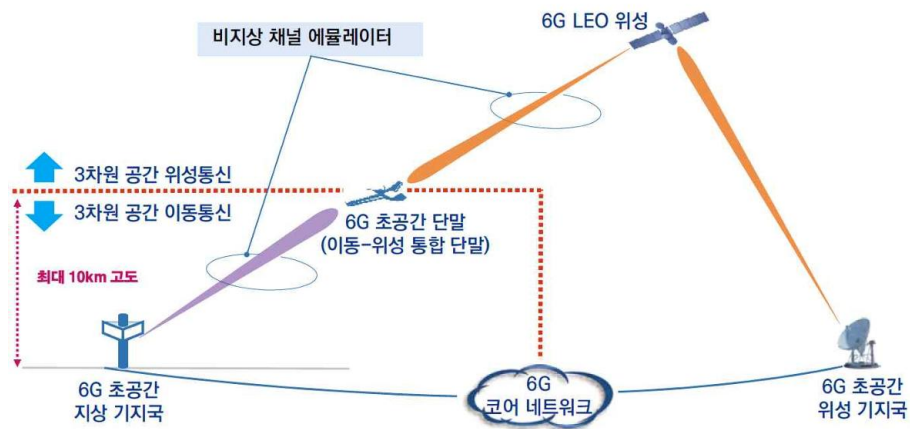 6G LEO 위성
비지상 채널 에뮬레이터
3차원 공간 위성통신
3차원 공간 이동통신
6G 초공간 단말
(이동-위성 통합 단말)
최대 10km 고도
6G 초공간
지상 기지국
6G
코어 네트워크
6G 초공간
위성 기지국